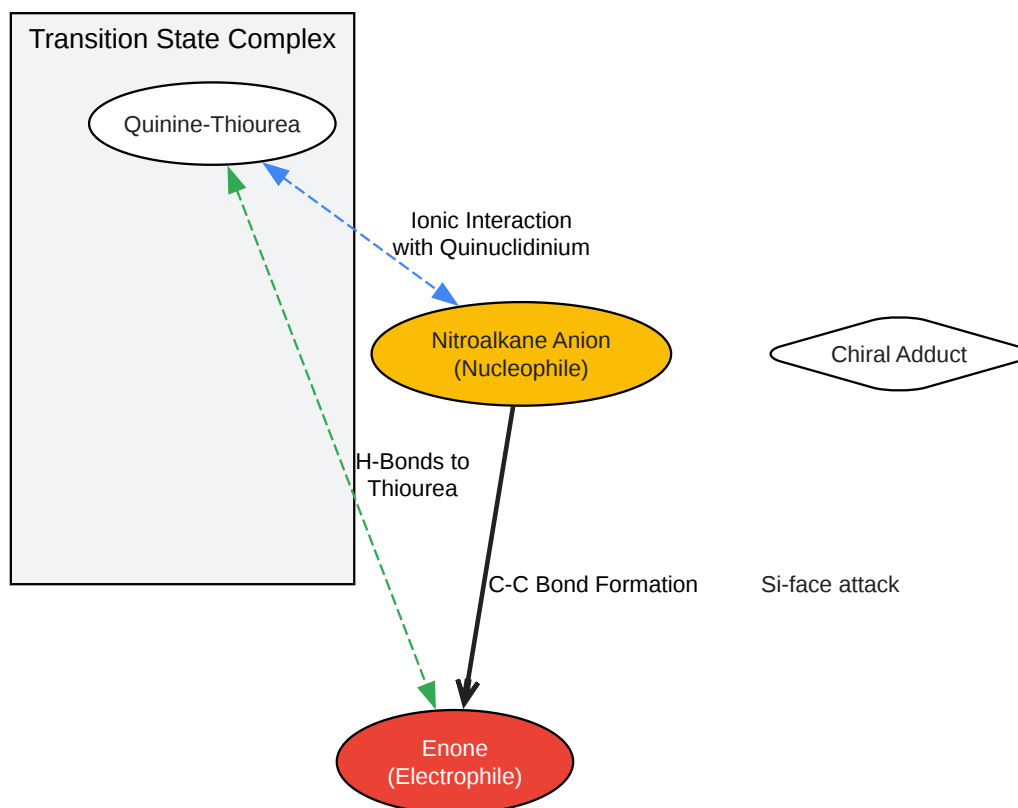 Transition State Complex
Quinine-Thiourea
Ionic Interaction
with Quinuclidinium
Nitroalkane Anion
(Nucleophile)
Chiral Adduct
H-Bonds to
Thiourea
C-C Bond Formation
Si-face attack
Enone
(Electrophile)